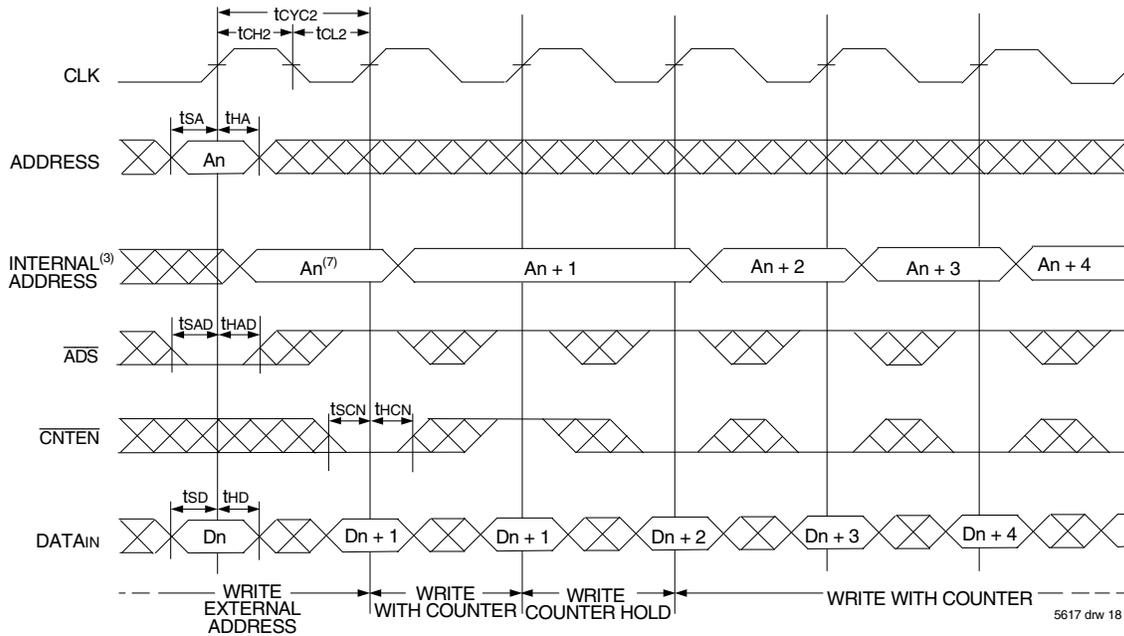 tCYC2
tCH2
tCL2
CLK
tSA
tHA
ADDRESS
An
INTERNAL(3)
ADDRESS
An(7)
An + 1
An + 2
An + 3
An + 4
tSAD
tHAD
ADS
tSCN
tHCN
CNTEN
tSD
tHD
DATAIN
Dn
Dn + 1
Dn + 1
Dn + 2
Dn + 3
Dn + 4
WRITE
EXTERNAL
ADDRESS
WRITE
WITH COUNTER
WRITE
COUNTER HOLD
WRITE WITH COUNTER
5617 drw 18